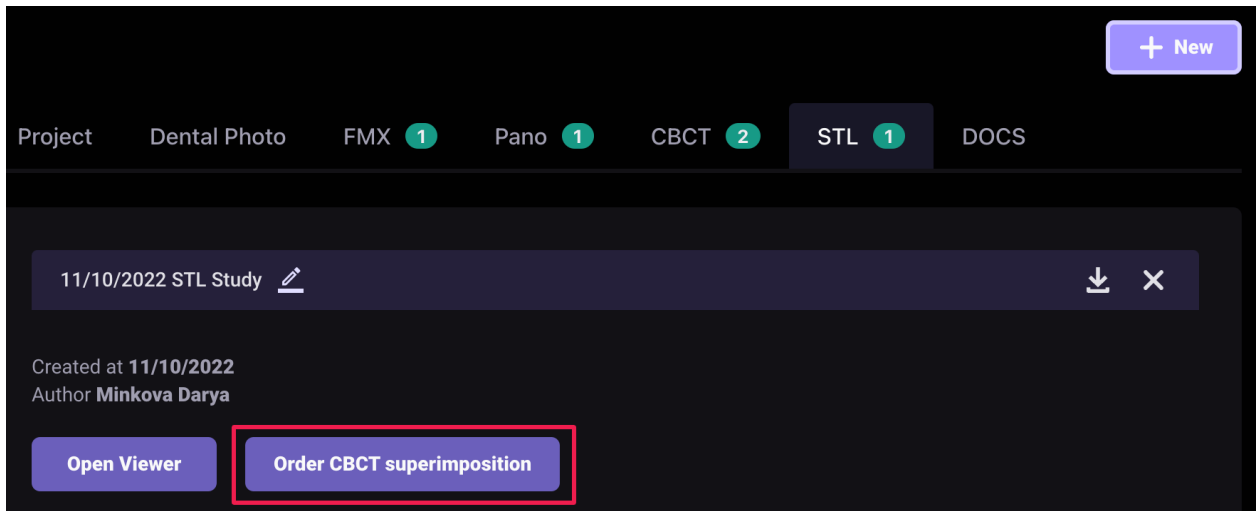 + New
Project Dental Photo FMX 1 Pano 1 CBCT 2 STL 1 DOCS
11/10/2022 STL Study
Created at 11/10/2022
Author Minkova Darya
Open Viewer Order CBCT superimposition